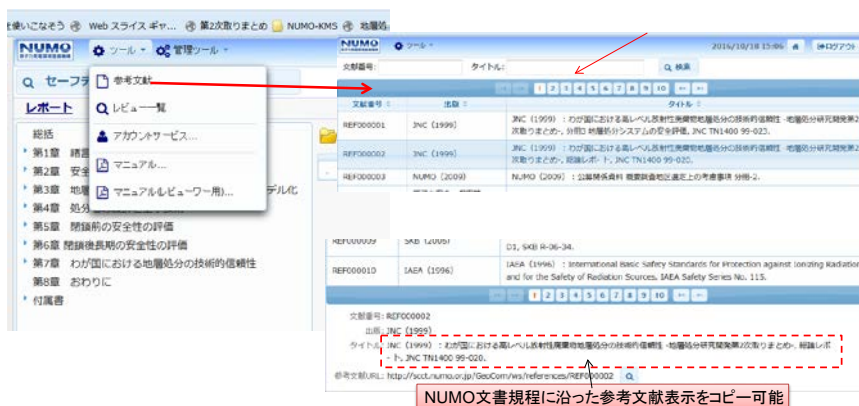 を使いこなそう Web スライス ギャ... 第2次取りまとめ NUMO-KMS 地層処
NUMO ツール 管理ツール
セーフテ
レポート
参考文献
レビュー一覧
アカウントサービス...
マニュアル...
マニュアル(レビューワー用)...
総括
第1章 緒言
第2章 安全
第3章 地層 デル化
第4章
第5章 閉鎖前の安全性の評価
第6章 閉鎖後長期の安全性の評価
第7章 わが国における地層処分の技術的信頼性
第8章 おわりに
付属書
NUMO ツール 2016/10/18 15:06 ログアウト
文献番号: タイトル: 検索
1 2 3 4 5 6 7 8 9 10
文献番号 出版 タイトル
REF000001 JNC (1999) JNC (1999) : わが国における高レベル放射性廃棄物地層処分の技術的信頼性 -地層処分研究開発第2
次取りまとめ-, 分冊3 地層処分システムの安全評価, JNC TN1400 99-023.
REF000002 JNC (1999) JNC (1999) : わが国における高レベル放射性廃棄物地層処分の技術的信頼性 -地層処分研究開発第2
次取りまとめ-, 総論レポート, JNC TN1400 99-020.
REF000003 NUMO (2009) NUMO (2009) : 公募関係資料 概要調査地区選定上の考慮事項 分冊-2.
REF000009 SKB (2006) D1, SKB R-06-34.
REF000010 IAEA (1996) IAEA (1996) : International Basic Safety Standards for Protection against Ionizing Radiation
and for the Safety of Radiation Sources, IAEA Safety Series No. 115.
1 2 3 4 5 6 7 8 9 10
文献番号: REF000002
出版: JNC (1999)
タイトル: JNC (1999) : わが国における高レベル放射性廃棄物地層処分の技術的信頼性 -地層処分研究開発第2次取りまとめ-, 総論レポ
ート, JNC TN1400 99-020.
参考文献URL: http://scct.numo.or.jp/GeoCom/ws/references/REF000002
NUMO文書規程に沿った参考文献表示をコピー可能